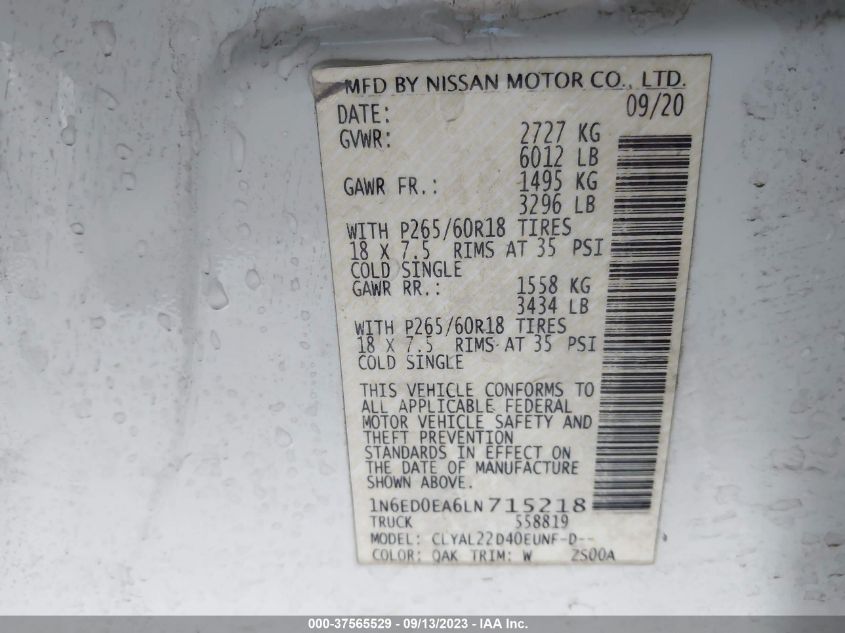 MFD BY NISSAN MOTOR CO., LTD.
DATE: 09/20
GVWR: 2727 KG
6012 LB
GAWR FR.: 1495 KG
3296 LB
WITH P265/60R18 TIRES
18 X 7.5 RIMS AT 35 PSI
COLD SINGLE
GAWR RR.: 1558 KG
3434 LB
WITH P265/60R18 TIRES
18 X 7.5 RIMS AT 35 PSI
COLD SINGLE
THIS VEHICLE CONFORMS TO
ALL APPLICABLE FEDERAL
MOTOR VEHICLE SAFETY AND
THEFT PREVENTION
STANDARDS IN EFFECT ON
THE DATE OF MANUFACTURE
SHOWN ABOVE.
1N6ED0EA6LN715218
TRUCK 558819
MODEL: CLYAL22D40EUNF-D--
COLOR: QAK TRIM: W ZS00A
000-37565529 - 09/13/2023 - IAA Inc.